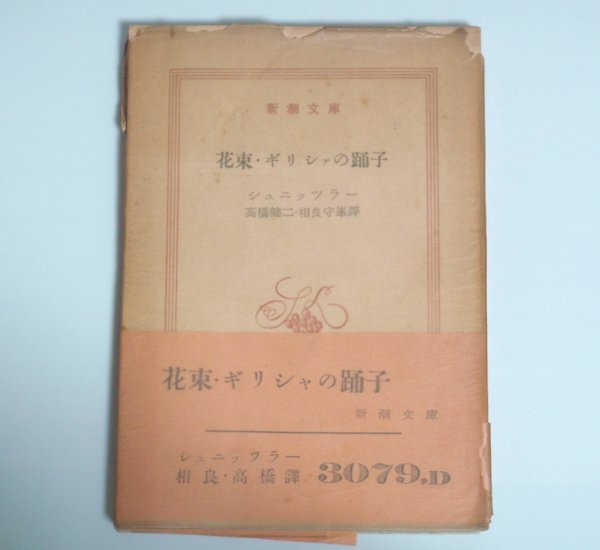 新潮文庫
花束・ギリシァの踊子
シュニッツラー
高橋健二・相良守峯譯
花束・ギリシャの踊子
新潮文庫
シュニッツラー
相良・高橋譯 3079,D